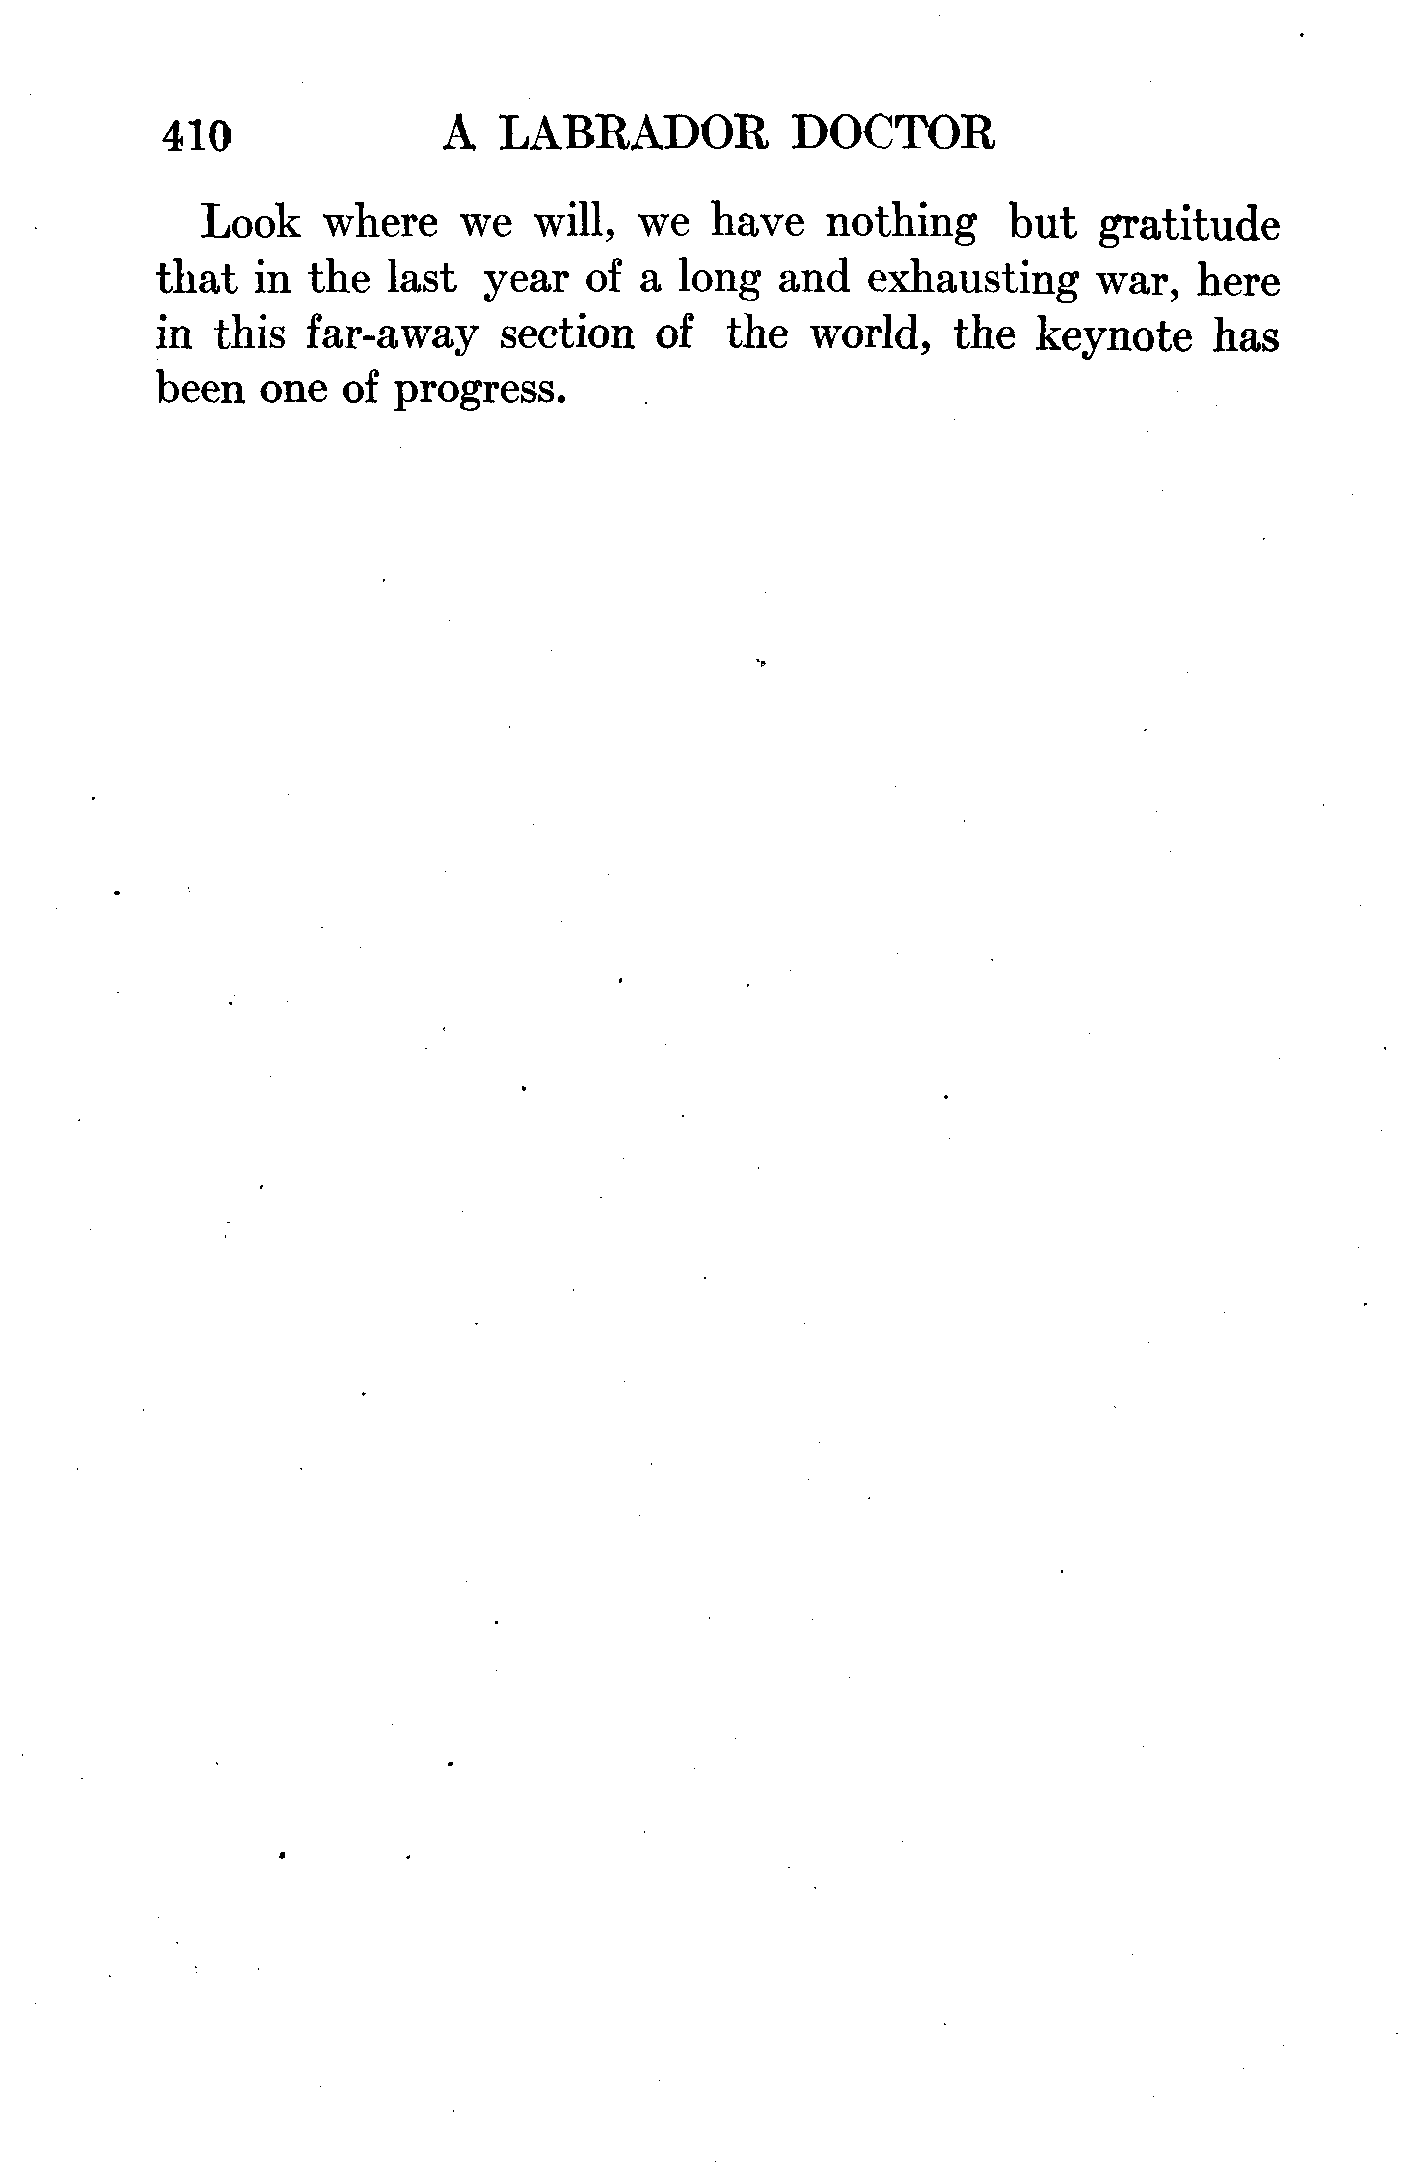 410 A LABRADOR DOCTOR
Look where we will, we have nothing but gratitude
that in the last year of a long and exhausting war, here
in this far-away section of the world, the keynote has
been one of progress.